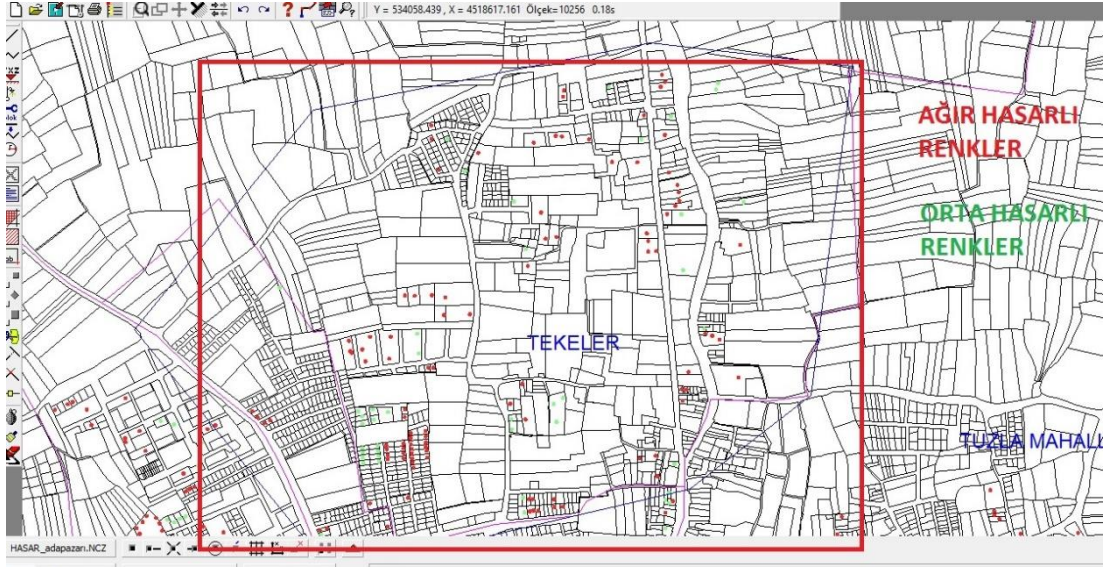 Y = 534058.439 , X = 4518617.161 Ölçek=10256 0.18s
AĞIR HASARLI
RENKLER
ORTA HASARLI
RENKLER
TEKELER
TUZLA MAHALL
HASAR_adapazarı.NCZ